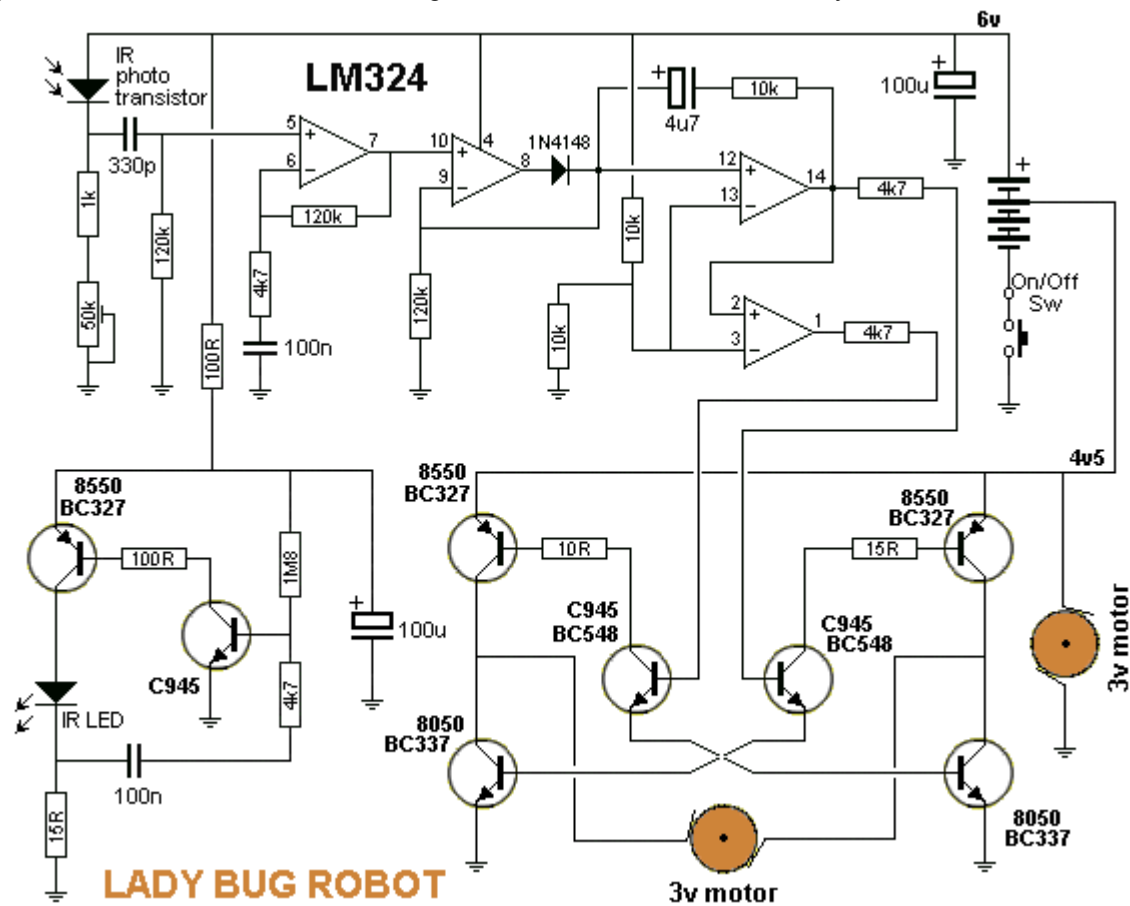 6v
IR
photo
transistor
LM324
100u
+
+
4u7
10k
330p
5
+
6
−
7
10
+
9
−
4
8
1N4148
12
+
13
−
14
4k7
+
1k
120k
120k
10k
50k
4k7
120k
100n
100R
10k
2
+
3
−
1
4k7
On/Off
Sw
4v5
8550
BC327
8550
BC327
8550
BC327
100R
1M8
10R
15R
+
100u
C945
C945
BC548
C945
BC548
3v motor
4k7
IR LED
100n
15R
8050
BC337
8050
BC337
LADY BUG ROBOT
3v motor